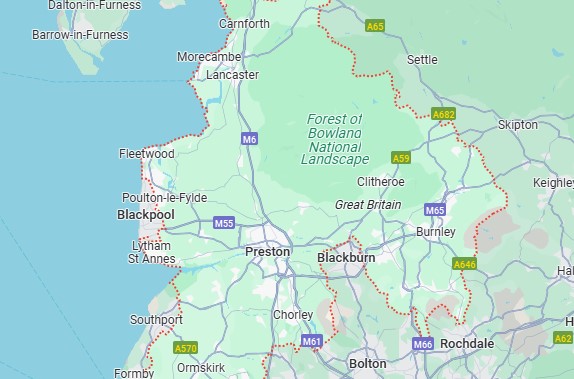 Dalton-in-Furness
Carnforth
A65
Barrow-in-Furness
Morecambe
Settle
Lancaster
A682
Forest of
Bowland
National
Landscape
Skipton
M6
Fleetwood
A59
Clitheroe
Keighley
Poulton-le-Fylde
Great Britain
Blackpool
M55
M65
Burnley
Lytham
St Annes
Preston
Blackburn
A646
Hal
Southport
Chorley
H
A570
M61
M66
Rochdale
A62
Ormskirk
Bolton
Formby